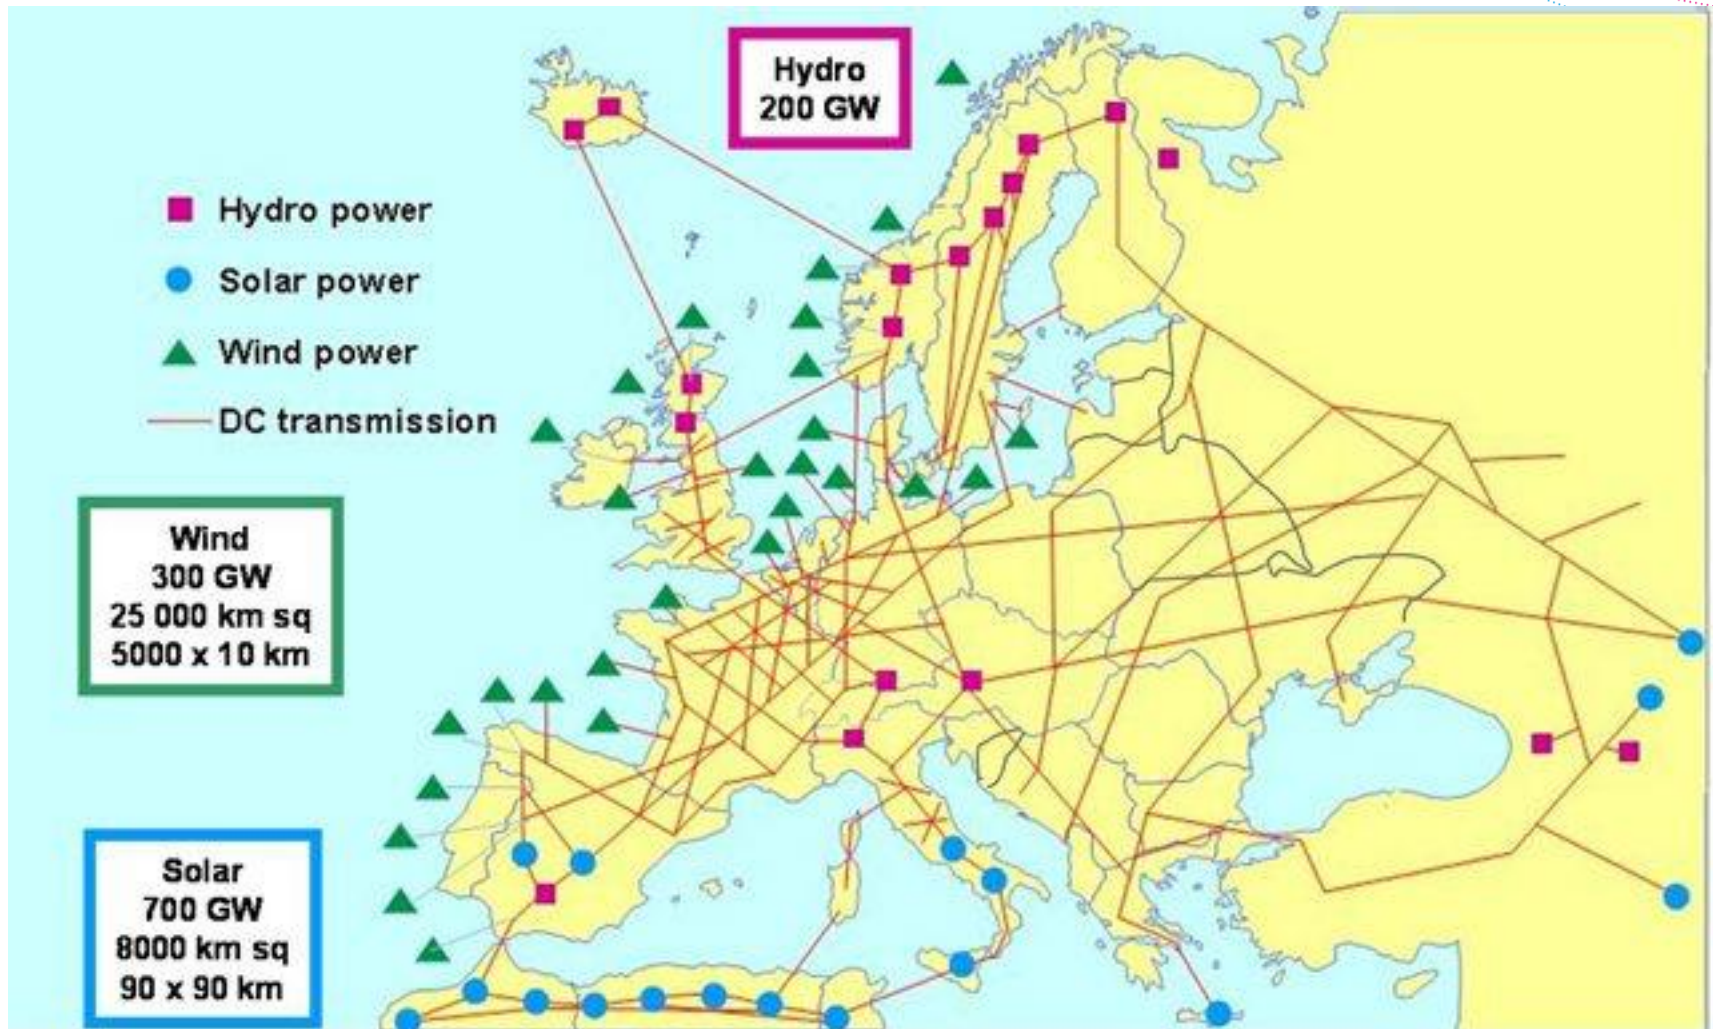 Hydro
200 GW
Hydro power
Solar power
Wind power
DC transmission
Wind
300 GW
25 000 km sq
5000 x 10 km
Solar
700 GW
8000 km sq
90 x 90 km